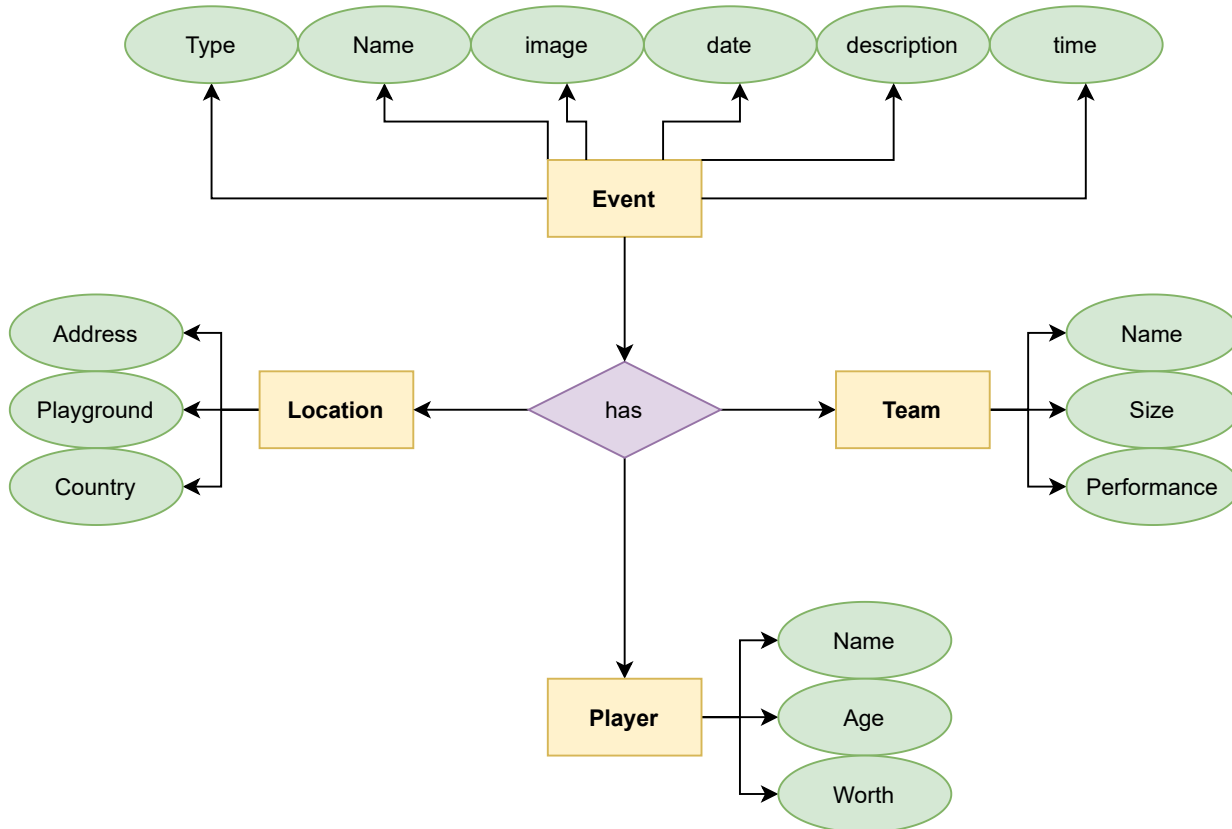 Type
Name
image
date
description
time
Event
Address
Playground
Country
Location
has
Team
Name
Size
Performance
Player
Name
Age
Worth